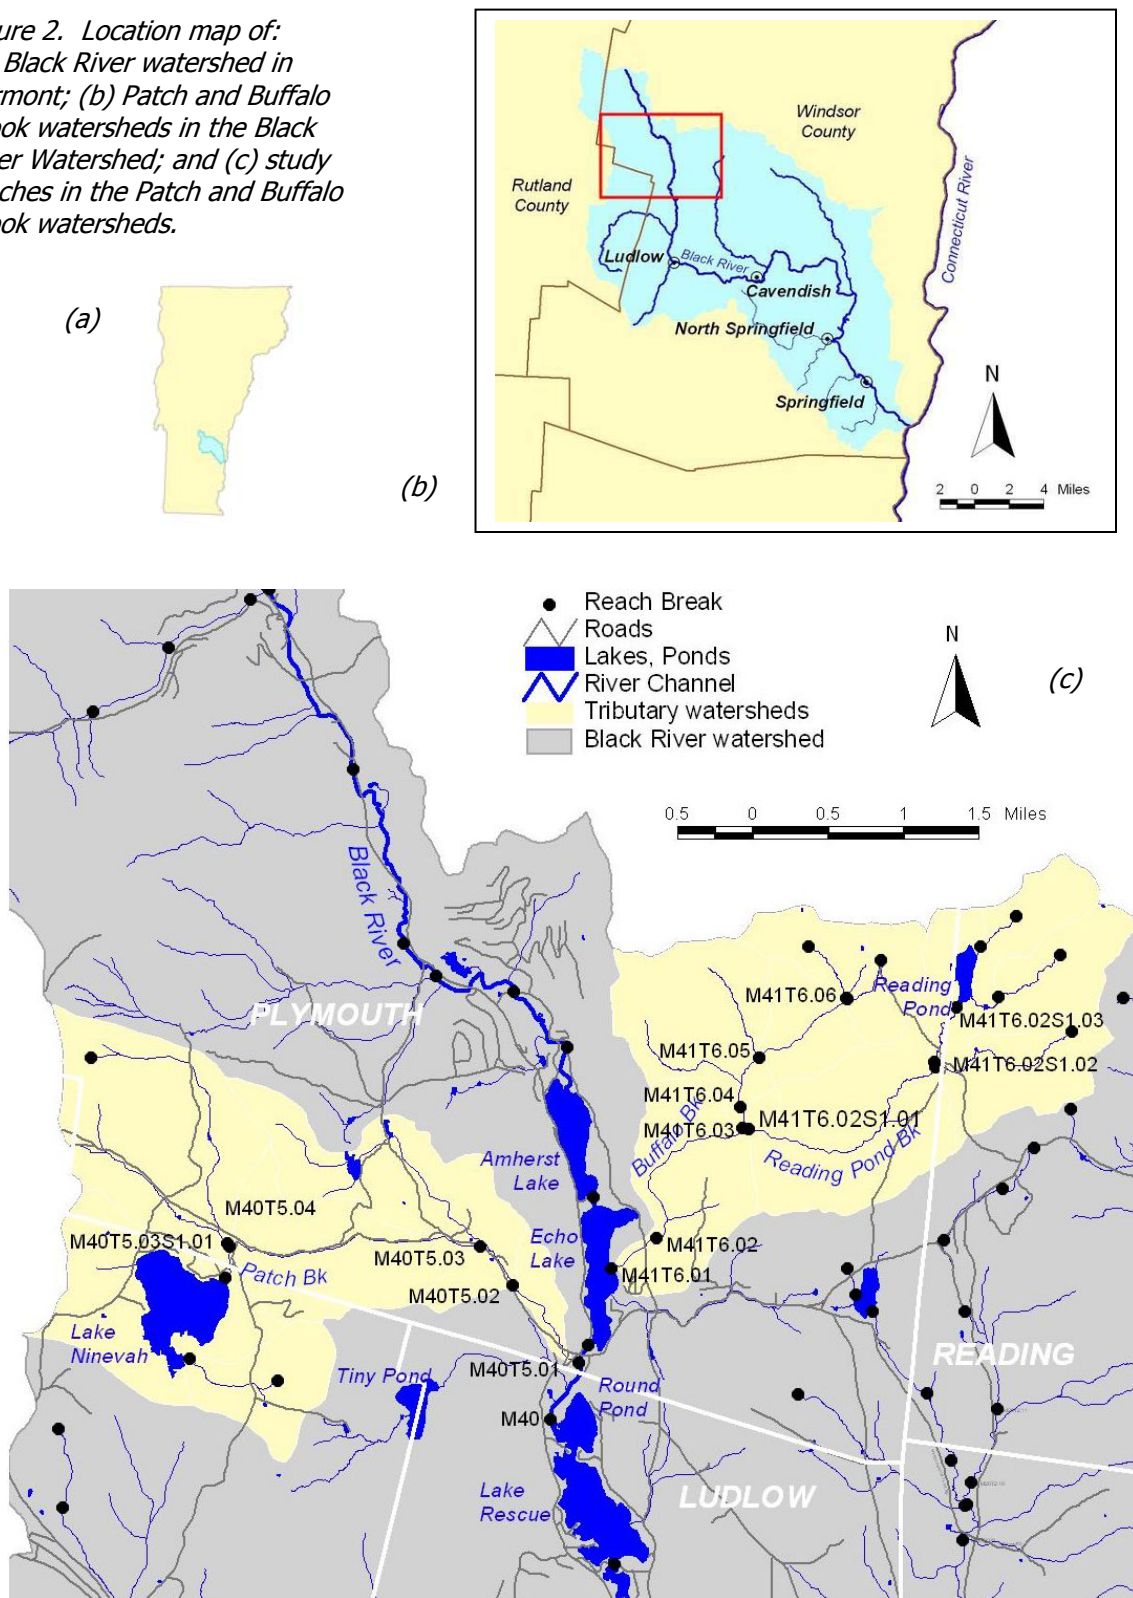 ure 2. Location map of:
Black River watershed in
rmont; (b) Patch and Buffalo
ook watersheds in the Black
er Watershed; and (c) study
ches in the Patch and Buffalo
ook watersheds.
(a)
(b)
Windsor
County
Rutland
County
Connecticut River
Ludlow
Black River
Cavendish
North Springfield
Springfield
N
2 0 2 4 Miles
Reach Break
Roads
Lakes, Ponds
River Channel
Tributary watersheds
Black River watershed
N
(c)
0.5 0 0.5 1 1.5 Miles
Black River
PLYMOUTH
M41T6.06
Reading
Pond
M41T6.02S1.03
M41T6.05
M41T6.02S1.02
M41T6.04
M41T6.02S1.01
M41T6.03
Buffalo Bk
Reading Pond Bk
Amherst
Lake
M40T5.04
M40T5.03S1.01
M40T5.03
Echo
Lake
M41T6.02
M41T6.01
Patch Bk
M40T5.02
Lake
Ninevah
Tiny Pond
M40T5.01
Round
Pond
READING
M40
Lake
Rescue
LUDLOW